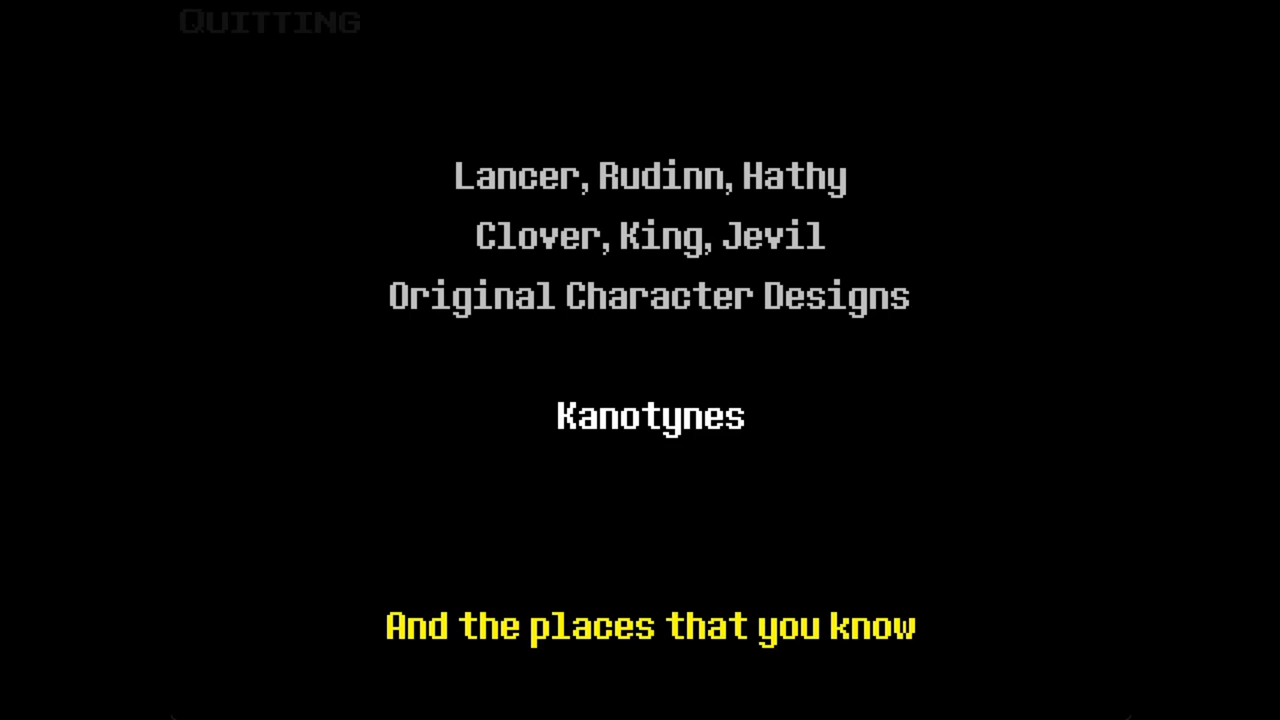 QUITTING
Lancer, Rudinn, Hathy
Clover, King, Jevil
Original Character Designs
Kanotynes
And the places that you know